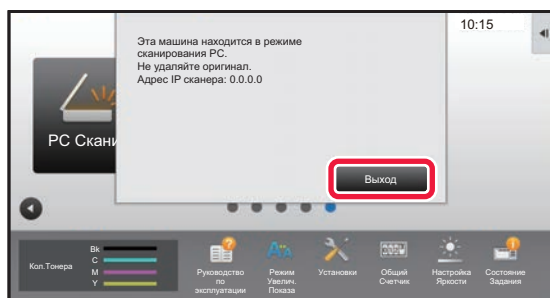 10:15
Эта машина находится в режиме
сканирования PC.
Не удаляйте оригинал.
Адрес IP сканера: 0.0.0.0
PC Скани
Выход
Кол.Тонера
Bk
C
M
Y
Руководство
по
эксплуатации
Режим
Увелич.
Показа
Установки
Общий
Счетчик
Настройка
Яркости
Состояние
Задания